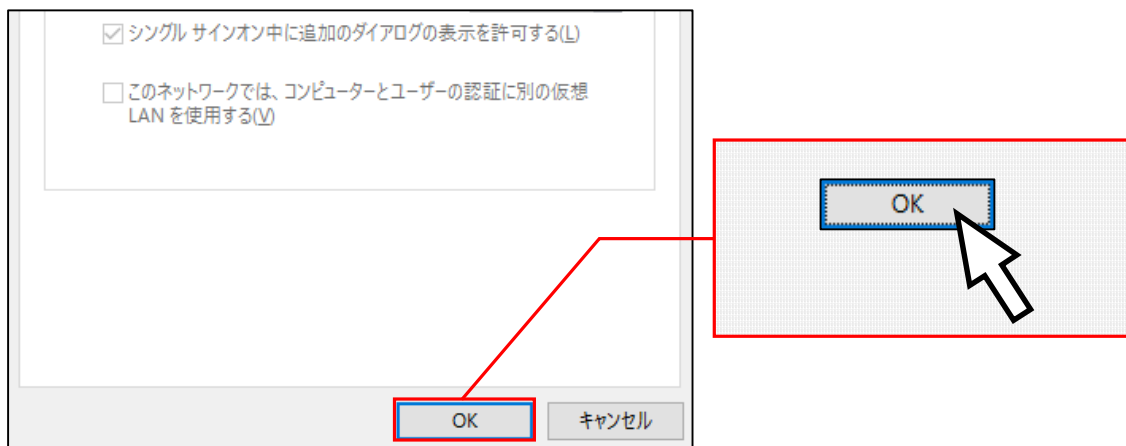 シングル サインオン中に追加のダイアログの表示を許可する(L)
このネットワークでは、コンピューターとユーザーの認証に別の仮想
LAN を使用する(V)
OK
OK
キャンセル